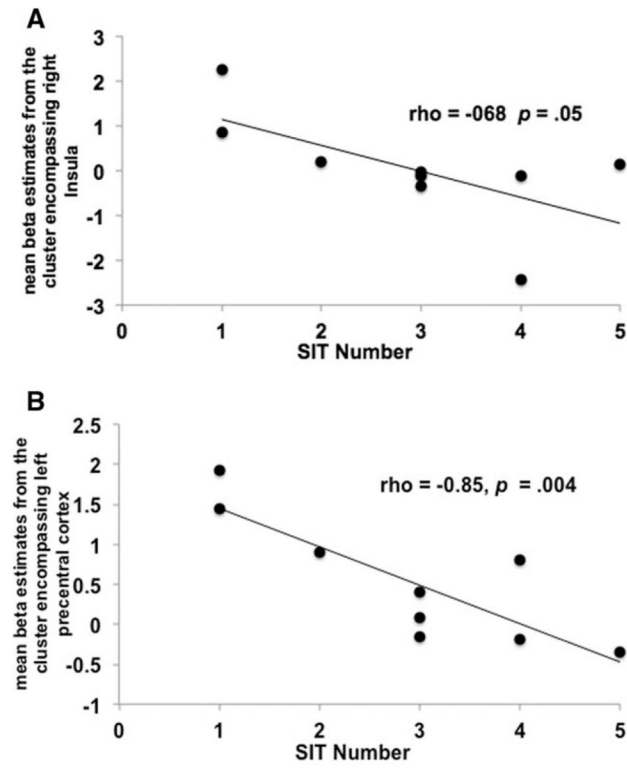 A
nean beta estimates from the
cluster encompassing right
Insula
3
2
1
0
-1
-2
-3
rho = -068 p = .05
0 1 2 3 4 5
SIT Number
B
mean beta estimates from the
cluster encompassing left
precentral cortex
2.5
2
1.5
1
0.5
0
-0.5
-1
rho = -0.85, p = .004
0 1 2 3 4 5
SIT Number